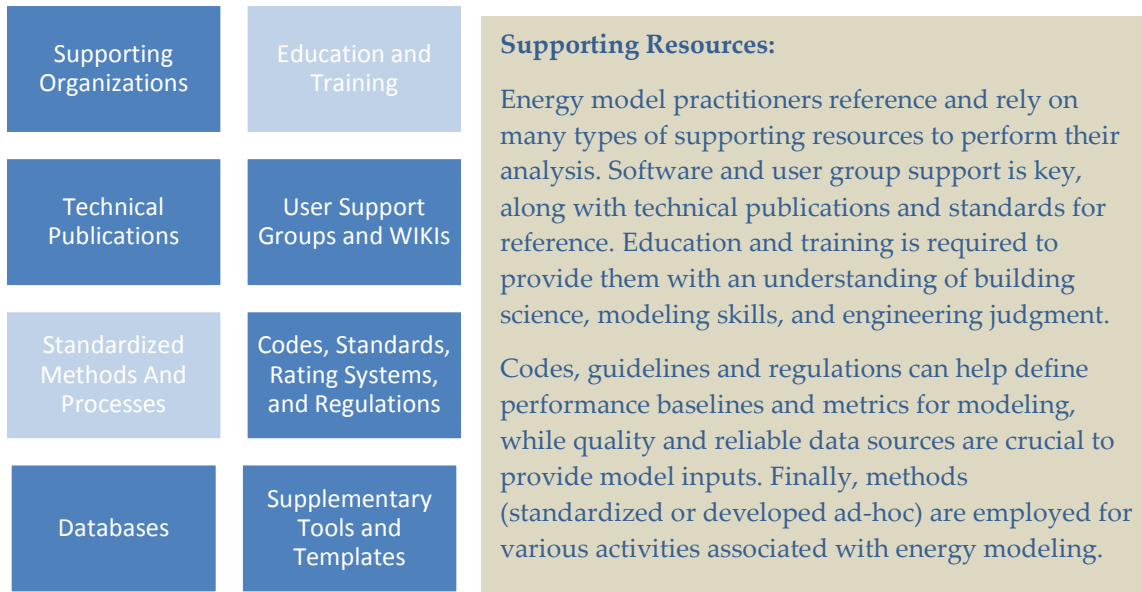 Supporting
Organizations
Education and
Training
Technical
Publications
User Support
Groups and WIKIs
Standardized
Methods And
Processes
Codes, Standards,
Rating Systems,
and Regulations
Databases
Supplementary
Tools and
Templates
Supporting Resources:
Energy model practitioners reference and rely on
many types of supporting resources to perform their
analysis. Software and user group support is key,
along with technical publications and standards for
reference. Education and training is required to
provide them with an understanding of building
science, modeling skills, and engineering judgment.
Codes, guidelines and regulations can help define
performance baselines and metrics for modeling,
while quality and reliable data sources are crucial to
provide model inputs. Finally, methods
(standardized or developed ad-hoc) are employed for
various activities associated with energy modeling.